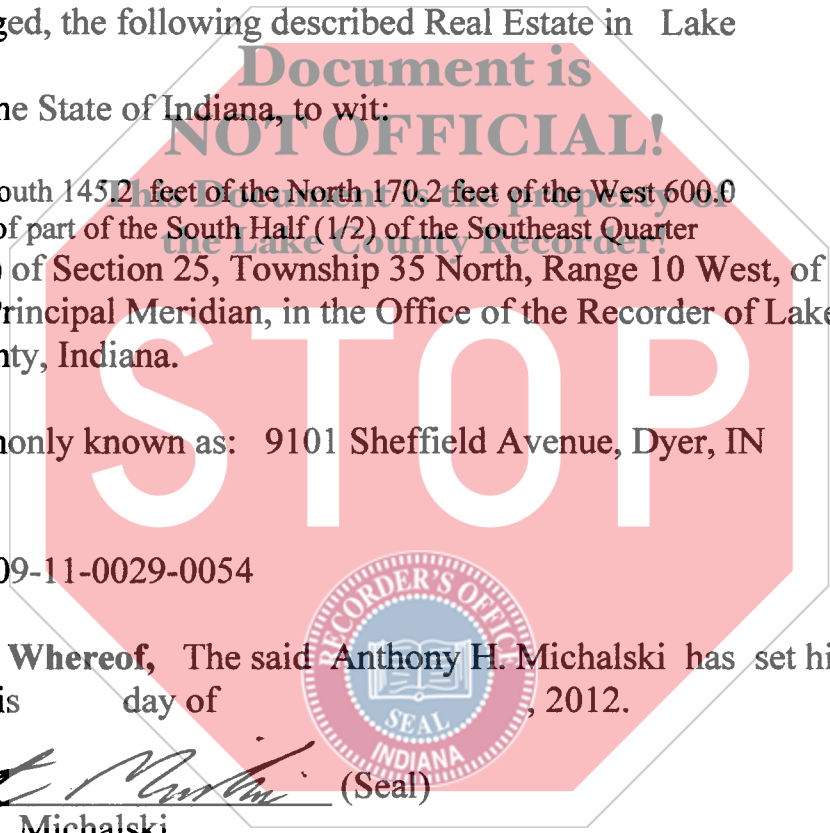 ged, the following described Real Estate in Lake
Document is
ne State of Indiana, to wit:
NOT OFFICIAL!
outh 145.2 feet of the North 170.2 feet of the West 600.0
This Document is the property of
of part of the South Half (1/2) of the Southeast Quarter
the Lake County Recorder!
of Section 25, Township 35 North, Range 10 West, of
Principal Meridian, in the Office of the Recorder of Lake
nty, Indiana.
STOP
monly known as: 9101 Sheffield Avenue, Dyer, IN
09-11-0029-0054
RECORDER'S OFFICE
Whereof, The said Anthony H. Michalski has set hi
is day of , 2012.
SEAL
INDIANA
(Seal)
Michalski